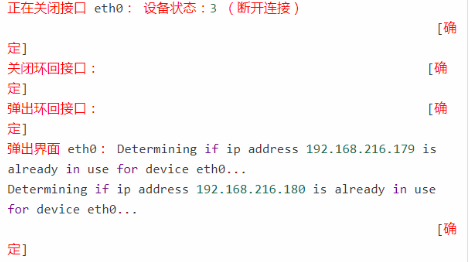 正在关闭接口 eth0： 设备状态：3 （断开连接）
[确
定]
关闭环回接口： [确
定]
弹出环回接口： [确
定]
弹出界面 eth0： Determining if ip address 192.168.216.179 is
already in use for device eth0...
Determining if ip address 192.168.216.180 is already in use
for device eth0...
[确
定]